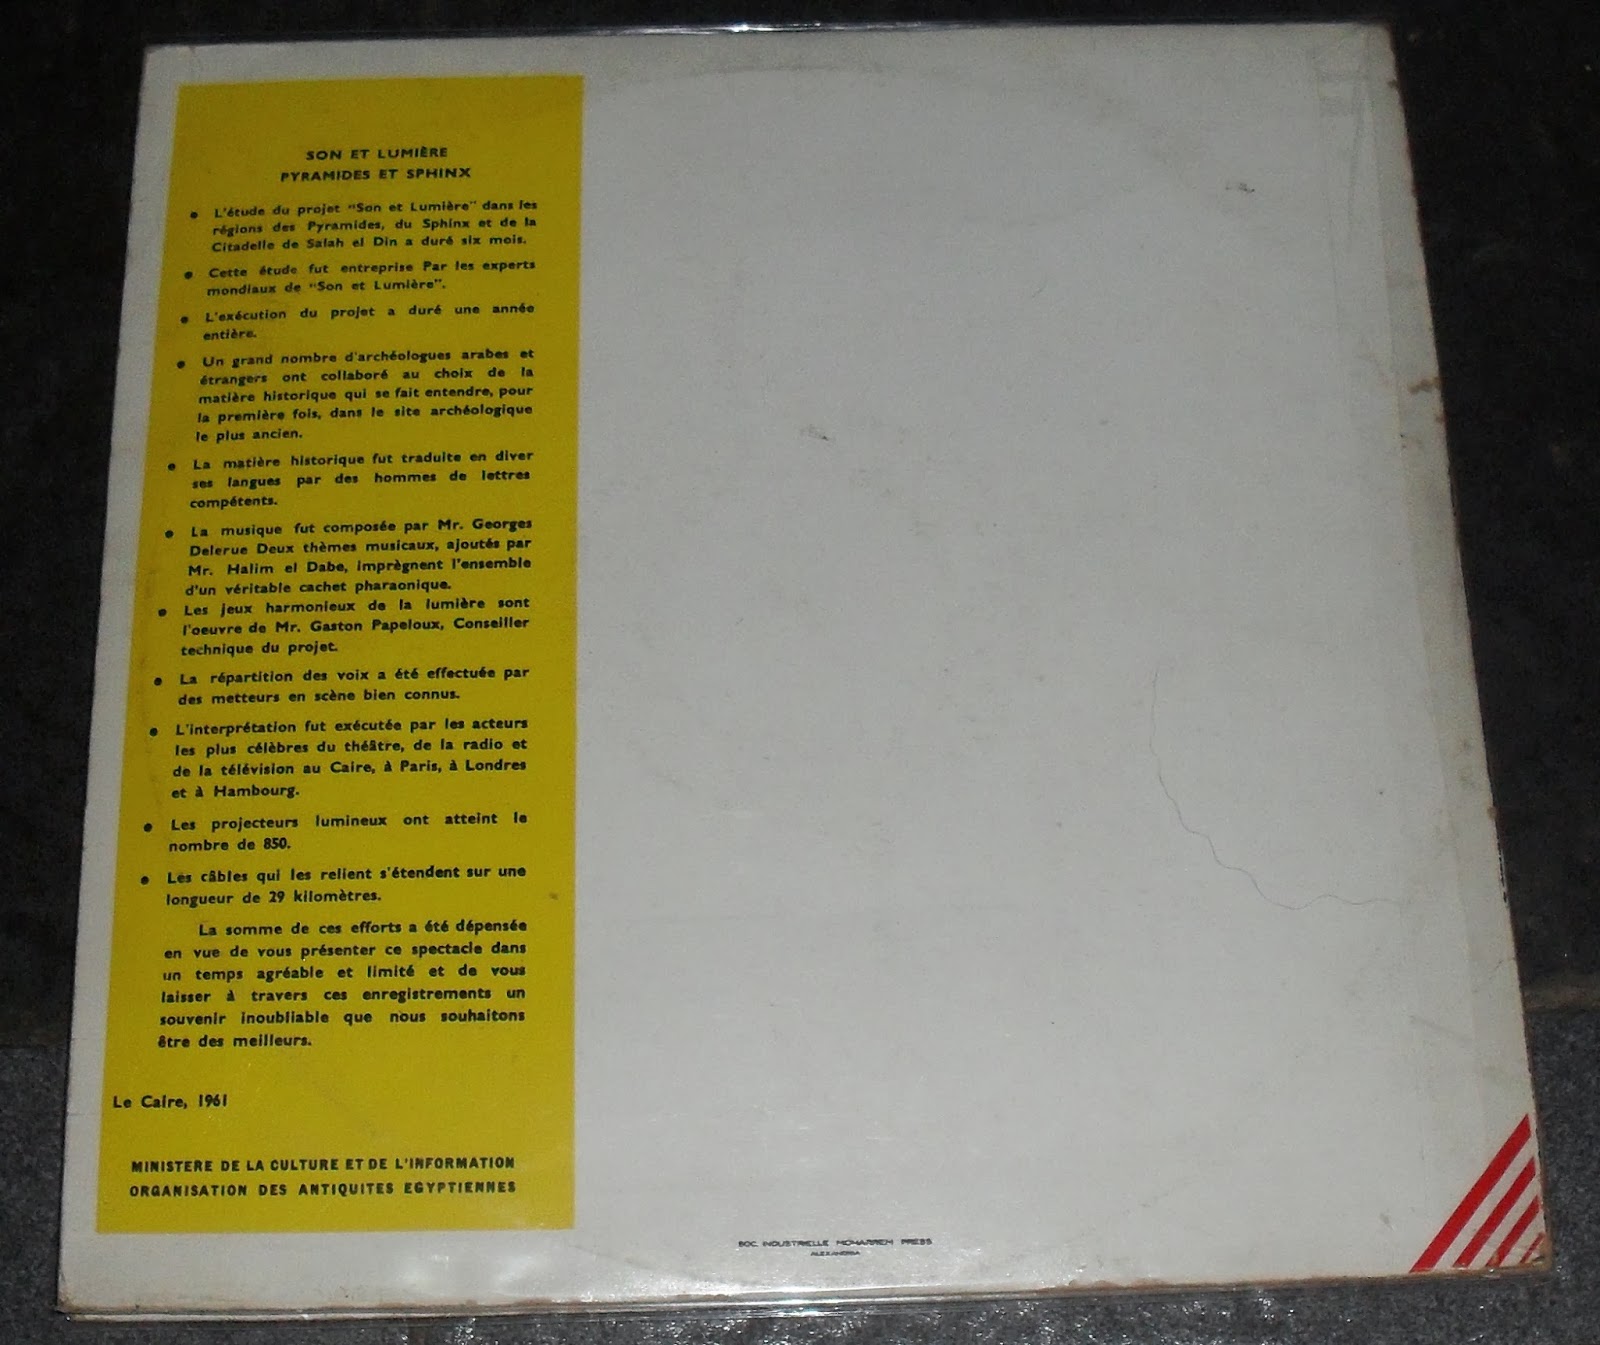 SON ET LUMIÈRE
PYRAMIDES ET SPHINX
• L'étude du projet "Son et Lumière" dans les
régions des Pyramides, du Sphinx et de la
Citadelle de Salah el Din a duré six mois.
• Cette étude fut entreprise Par les experts
mondiaux de "Son et Lumière".
• L'exécution du projet a duré une année
entière.
• Un grand nombre d'archéologues arabes et
étrangers ont collaboré au choix de la
matière historique qui se fait entendre, pour
la première fois, dans le site archéologique
le plus ancien.
• La matière historique fut traduite en diver
ses langues par des hommes de lettres
compétents.
• La musique fut composée par Mr. Georges
Delerue Deux thèmes musicaux, ajoutés par
Mr. Halim el Dabe, imprègnent l'ensemble
d'un véritable cachet pharaonique.
• Les jeux harmonieux de la lumière sont
l'oeuvre de Mr. Gaston Papeloux, Conseiller
technique du projet.
• La répartition des voix a été effectuée par
des metteurs en scène bien connus.
• L'interprétation fut exécutée par les acteurs
les plus célèbres du théâtre, de la radio et
de la télévision au Caire, à Paris, à Londres
et à Hambourg.
• Les projecteurs lumineux ont atteint le
nombre de 850.
• Les câbles qui les relient s'étendent sur une
longueur de 29 kilomètres.
La somme de ces efforts a été dépensée
en vue de vous présenter ce spectacle dans
un temps agréable et limité et de vous
laisser à travers ces enregistrements un
souvenir inoubliable que nous souhaitons
être des meilleurs.
Le Caire, 1961
MINISTERE DE LA CULTURE ET DE L'INFORMATION
ORGANISATION DES ANTIQUITES EGYPTIENNES
SOC. INDUSTRIELLE MOHARREM PRESS
ALEXANDRIA